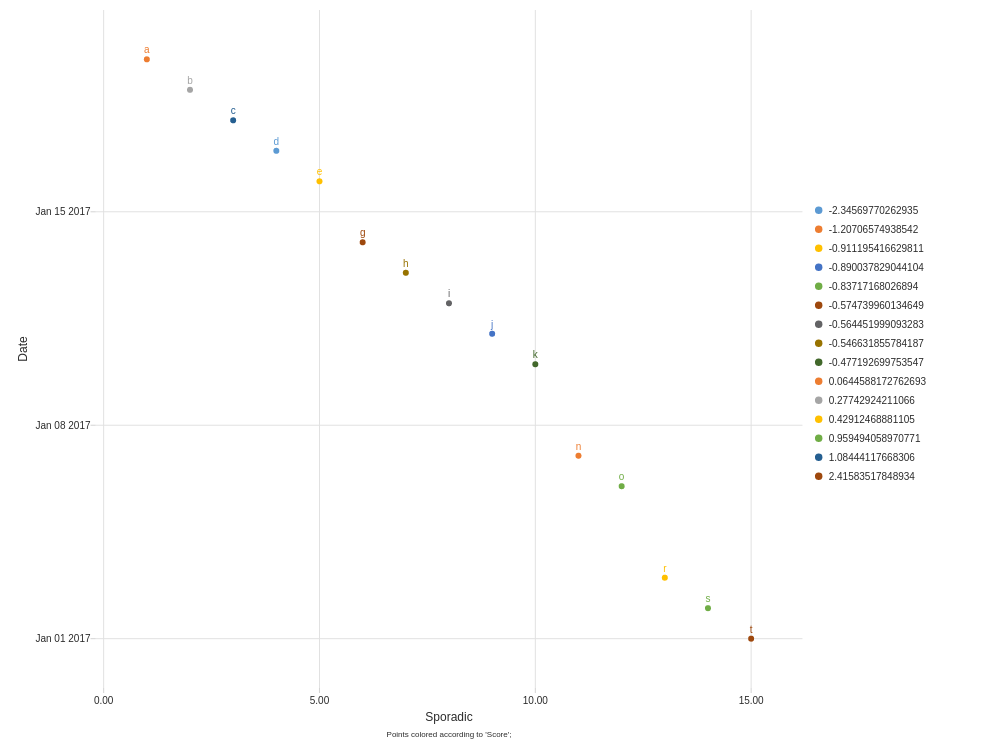 a
b
c
d
e
Jan 15 2017
g
h
i
j
k
Date
Jan 08 2017
n
o
r
s
t
Jan 01 2017
0.00
5.00
10.00
15.00
Sporadic
Points colored according to 'Score';
-2.34569770262935
-1.20706574938542
-0.911195416629811
-0.890037829044104
-0.83717168026894
-0.574739960134649
-0.564451999093283
-0.546631855784187
-0.477192699753547
0.0644588172762693
0.27742924211066
0.42912468881105
0.959494058970771
1.08444117668306
2.41583517848934